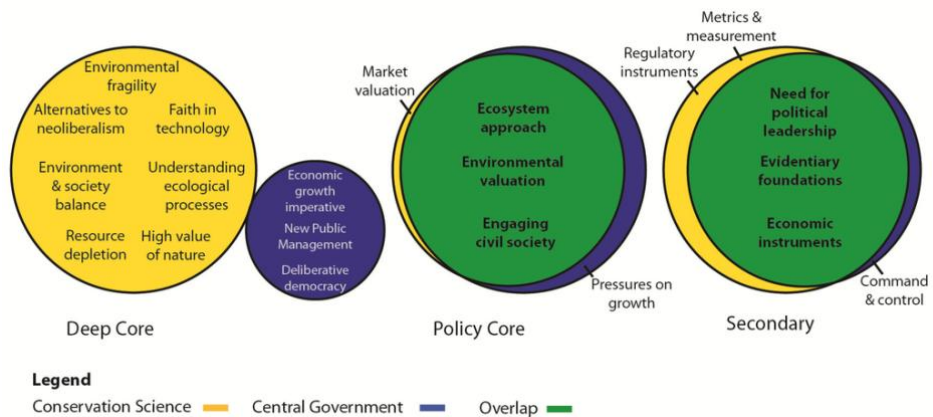 Environmental
fragility
Alternatives to
neoliberalism
Faith in
technology
Environment
& society
balance
Understanding
ecological
processes
Resource
depletion
High value
of nature
Economic
growth
imperative
New Public
Management
Deliberative
democracy
Deep Core
Market
valuation
Ecosystem
approach
Environmental
valuation
Engaging
civil society
Pressures on
growth
Policy Core
Metrics &
measurement
Regulatory
instruments
Need for
political
leadership
Evidentiary
foundations
Economic
instruments
Command
& control
Secondary
Legend
Conservation Science
Central Government
Overlap